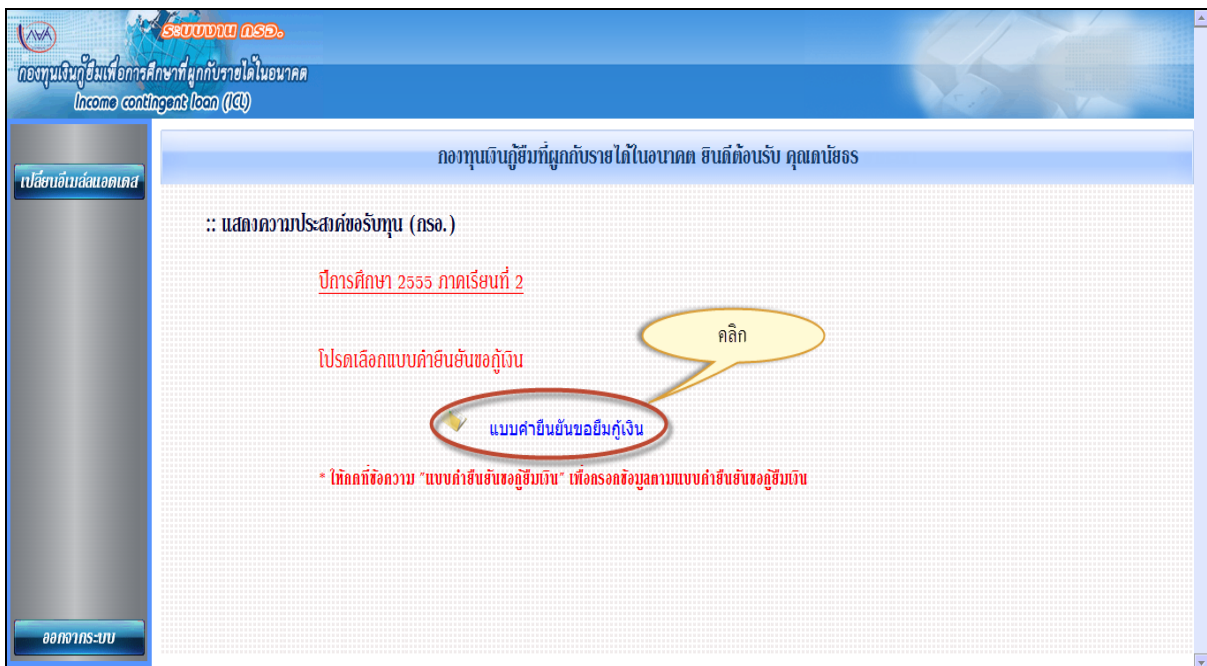 ระบบงาน กรอ.
กองทุนเงินกู้ยืมเพื่อการศึกษาที่ผูกกับรายได้ในอนาคต
Income contingent loan (ICL)
กองทุนเงินกู้ยืมที่ผูกกับรายได้ในอนาคต ยินดีต้อนรับ คุณดนัยธร
เปลี่ยนอีเมล์แอดเดส
:: แสดงความประสงค์ขอรับทุน (กรอ.)
ปีการศึกษา 2555 ภาคเรียนที่ 2
คลิก
โปรดเลือกแบบคำยืนยันขอกู้เงิน
แบบคำยืนยันขอยืมกู้เงิน
* ให้กดที่ข้อความ "แบบคำยืนยันขอกู้ยืมเงิน" เพื่อกรอกข้อมูลตามแบบคำยืนยันขอกู้ยืมเงิน
ออกจากระบบ